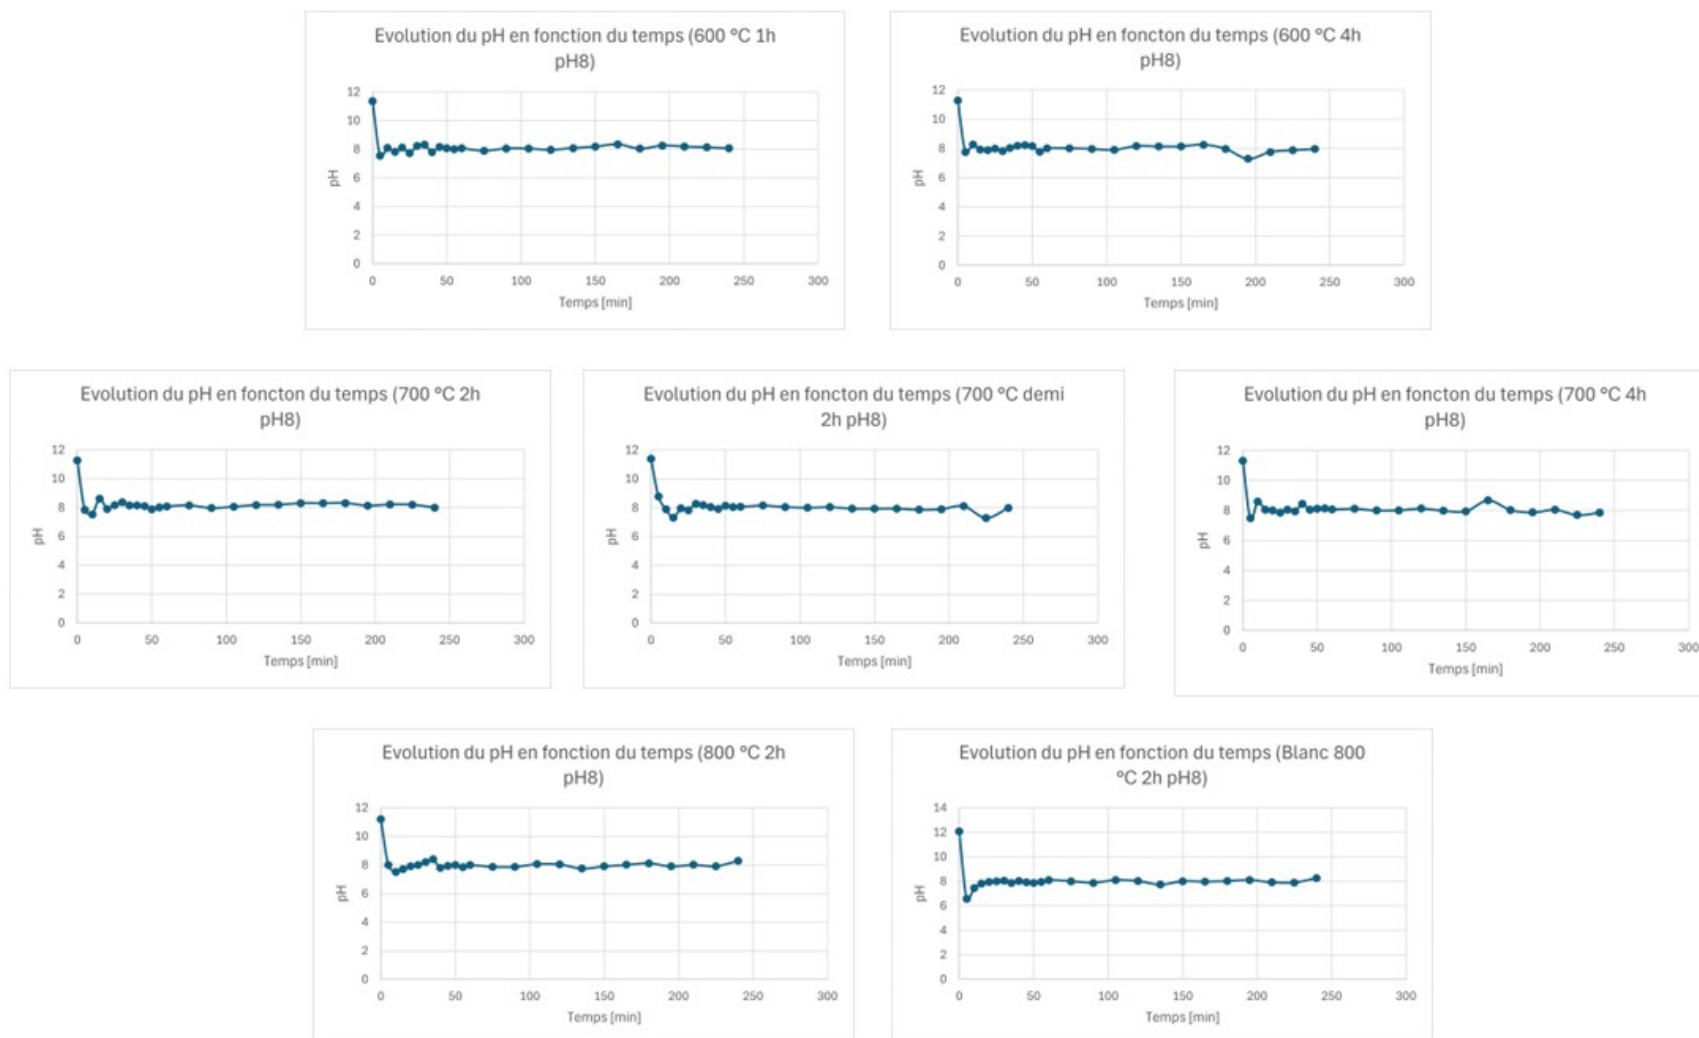 Evolution du pH en fonction du temps (600 °C 1h
pH8)
12
10
8
6
4
2
0
pH
0 50 100 150 200 250 300
Temps [min]
Evolution du pH en foncton du temps (600 °C 4h
pH8)
12
10
8
6
4
2
0
pH
0 50 100 150 200 250 300
Temps [min]
Evolution du pH en foncton du temps (700 °C 2h
pH8)
12
10
8
6
4
2
0
pH
0 50 100 150 200 250 300
Temps [min]
Evolution du pH en foncton du temps (700 °C demi
2h pH8)
12
10
8
6
4
2
0
pH
0 50 100 150 200 250 300
Temps [min]
Evolution du pH en foncton du temps (700 °C 4h
pH8)
12
10
8
6
4
2
0
pH
0 50 100 150 200 250 300
Temps [min]
Evolution du pH en fonction du temps (800 °C 2h
pH8)
12
10
8
6
4
2
0
pH
0 50 100 150 200 250 300
Temps [min]
Evolution du pH en fonction du temps (Blanc 800
°C 2h pH8)
14
12
10
8
6
4
2
0
pH
0 50 100 150 200 250 300
Temps [min]